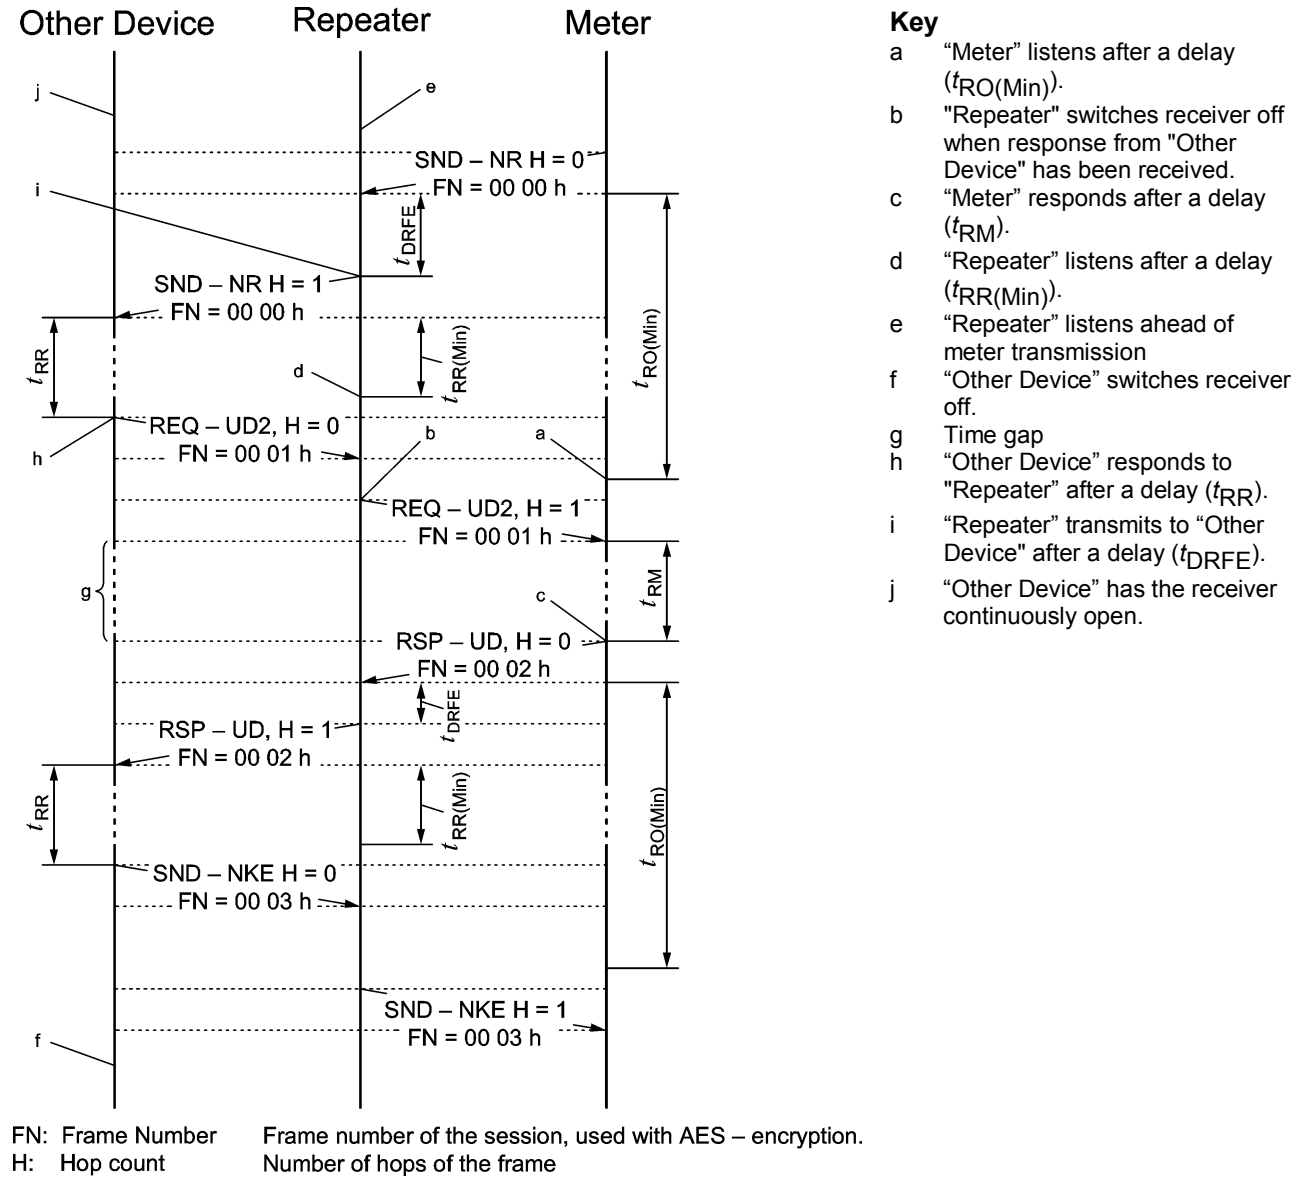 Other Device
Repeater
Meter
j
e
SND – NR H = 0
FN = 00 00 h
i
tDRFE
SND – NR H = 1
FN = 00 00 h
tRR
tRR(Min)
tRO(Min)
d
REQ – UD2, H = 0
FN = 00 01 h
h
b
a
REQ – UD2, H = 1
FN = 00 01 h
g
tRM
c
RSP – UD, H = 0
FN = 00 02 h
tDRFE
RSP – UD, H = 1
FN = 00 02 h
tRR
tRR(Min)
tRO(Min)
SND – NKE H = 0
FN = 00 03 h
SND – NKE H = 1
FN = 00 03 h
f
FN: Frame Number Frame number of the session, used with AES – encryption.
H: Hop count Number of hops of the frame
Key
a “Meter” listens after a delay
(tRO(Min)).
b "Repeater" switches receiver off
when response from "Other
Device" has been received.
c “Meter” responds after a delay
(tRM).
d “Repeater” listens after a delay
(tRR(Min)).
e “Repeater” listens ahead of
meter transmission
f “Other Device” switches receiver
off.
g Time gap
h “Other Device” responds to
"Repeater” after a delay (tRR).
i “Repeater” transmits to “Other
Device" after a delay (tDRFE).
j “Other Device” has the receiver
continuously open.